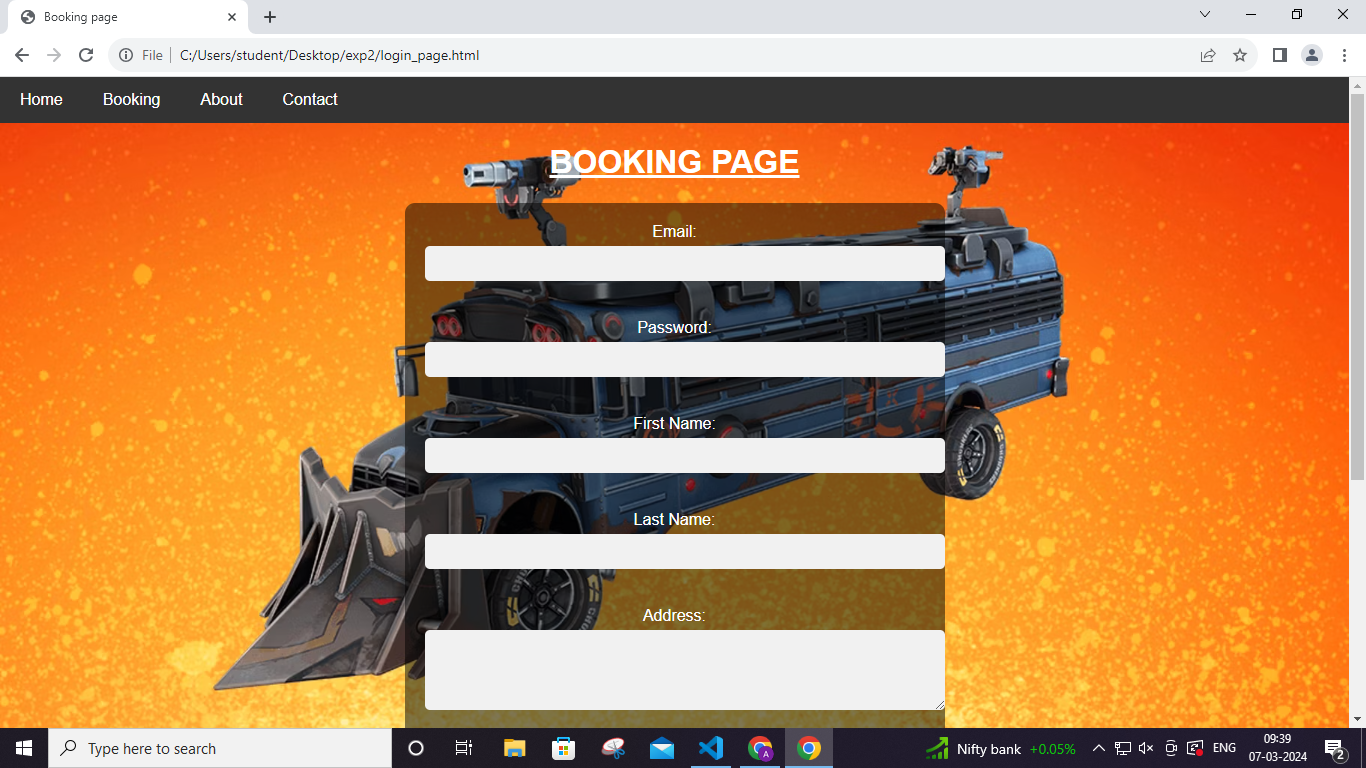 Booking page
File
C:/Users/student/Desktop/exp2/login_page.html
Home Booking About Contact
BOOKING PAGE
Email:
Password:
First Name:
Last Name:
Address:
Type here to search
A
Nifty bank +0.05%
ENG
09:39
07-03-2024
2